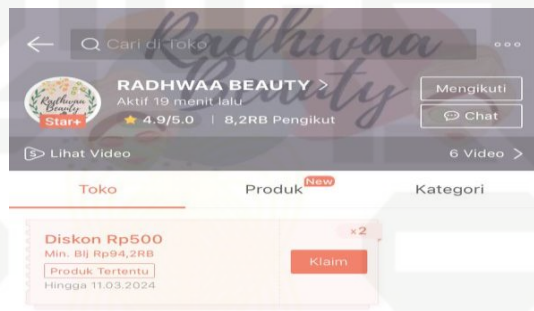 Radhwaa
Beauty
Cari di Toko
RADHWAA BEAUTY >
Aktif 19 menit lalu
4.9/5.0 | 8,2RB Pengikut
Mengikuti
Chat
Radhwaa
Beauty
Star+
Lihat Video
6 Video >
Toko
Produk
New
Kategori
Diskon Rp500
Min. Blj Rp94,2RB
Produk Tertentu
Hingga 11.03.2024
x2
Klaim